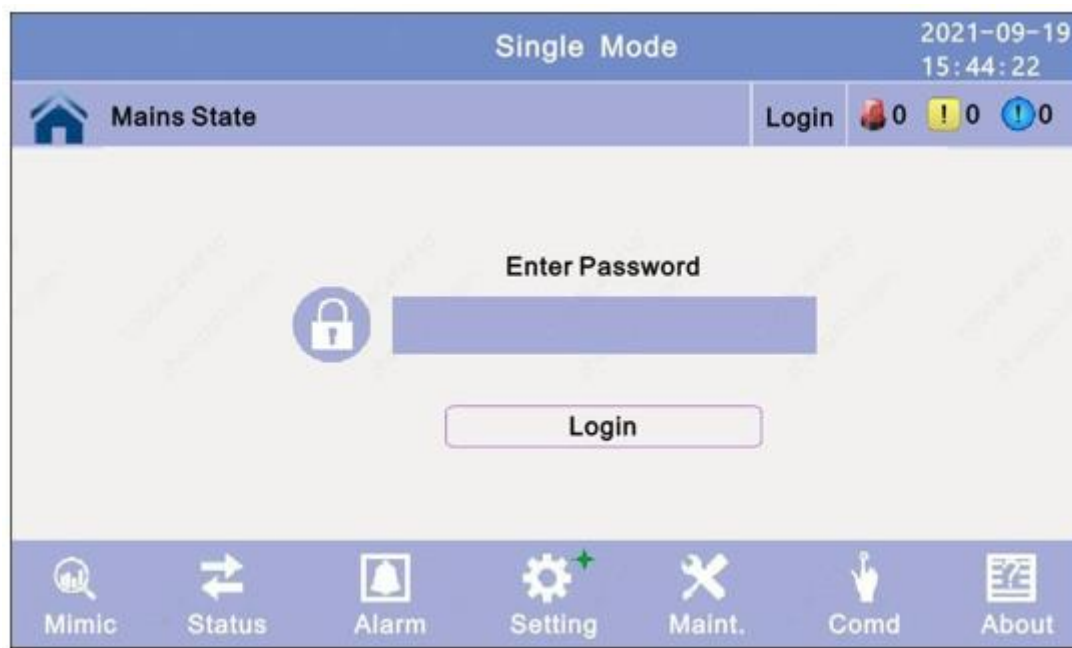 Single Mode
2021-09-19
15:44:22
Mains State
Login
0
! 0
! 0
Enter Password
Login
Mimic
Status
Alarm
Setting
Maint.
Comd
About